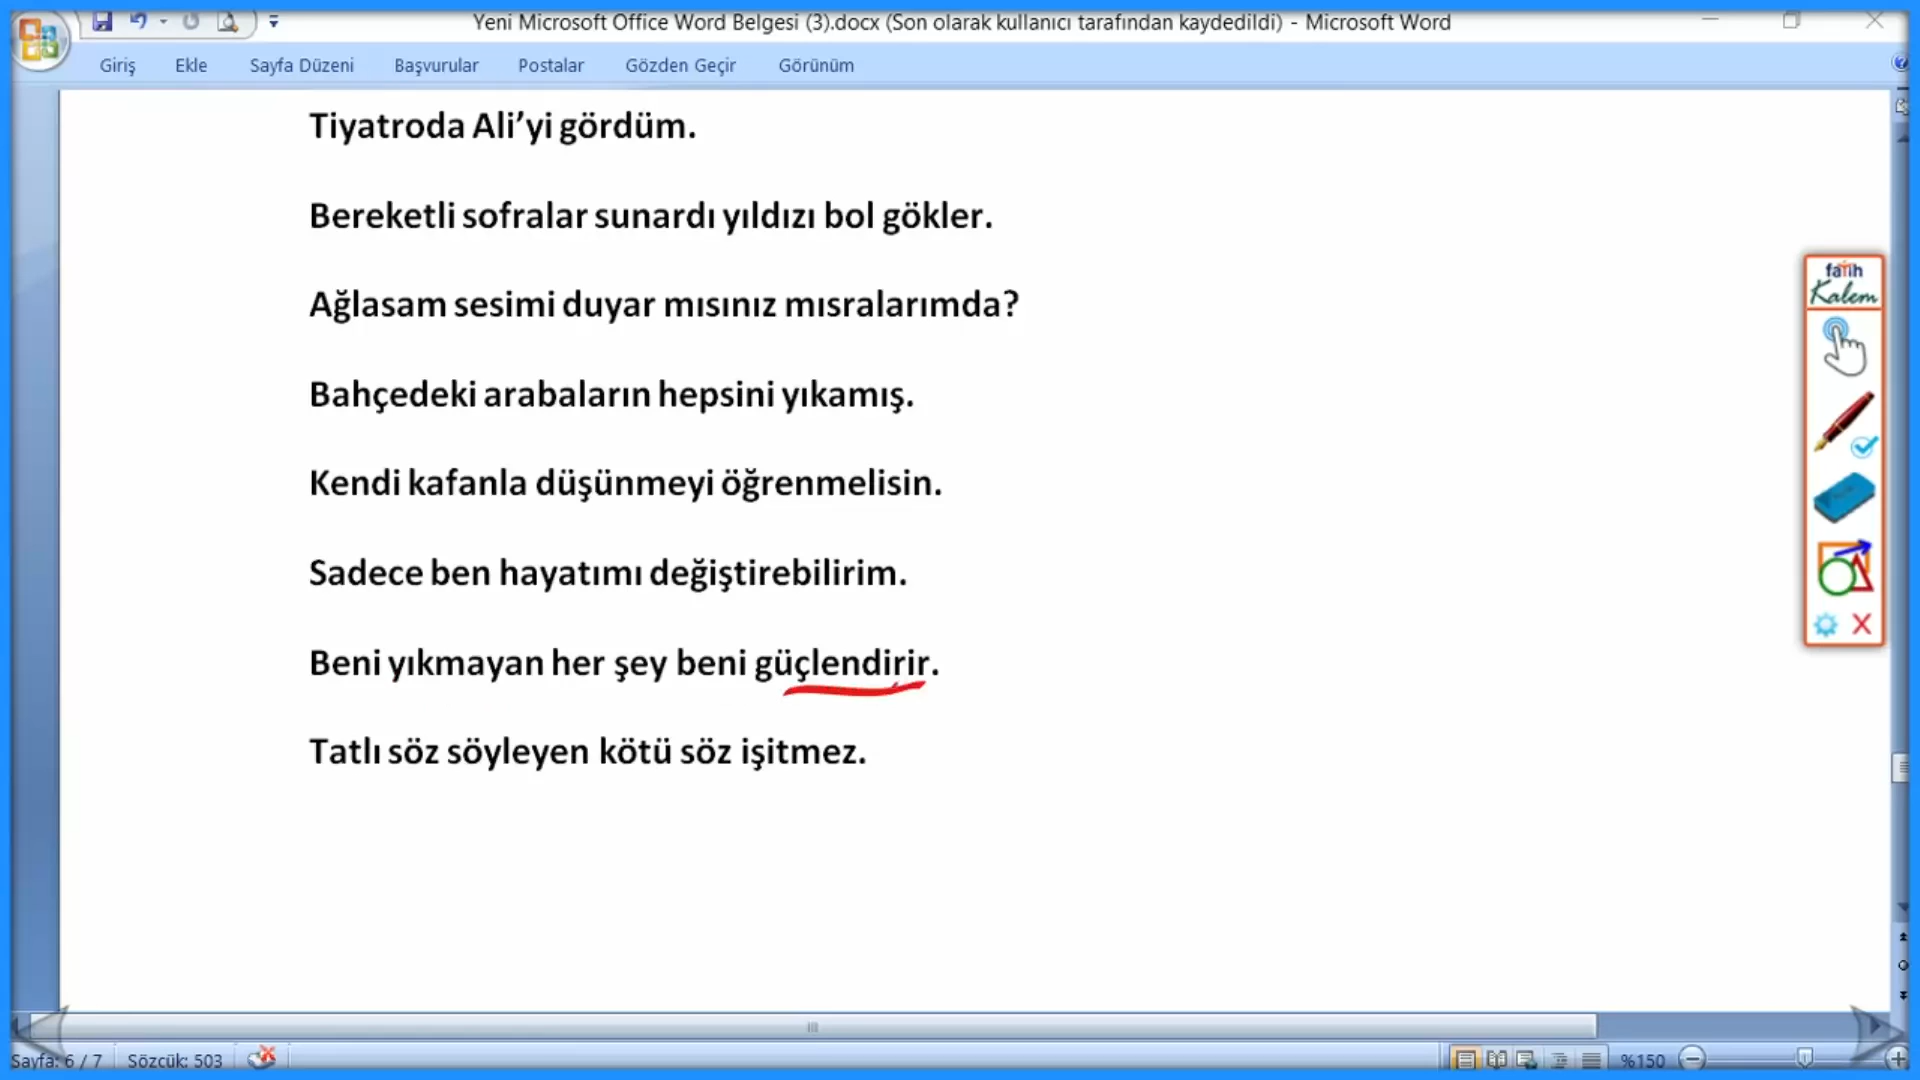 Yeni Microsoft Office Word Belgesi (3).docx (Son olarak kullanıcı tarafından kaydedildi) - Microsoft Word
Giriş Ekle Sayfa Düzeni Başvurular Postalar Gözden Geçir Görünüm
Tiyatroda Ali’yi gördüm.
Bereketli sofralar sunardı yıldızı bol gökler.
Ağlasam sesimi duyar mısınız mısralarımda?
Bahçedeki arabaların hepsini yıkamış.
Kendi kafanla düşünmeyi öğrenmelisin.
Sadece ben hayatımı değiştirebilirim.
Beni yıkmayan her şey beni güçlendirir.
Tatlı söz söyleyen kötü söz işitmez.
fatih
Kalem
Sayfa: 6 / 7 Sözcük: 503 %150